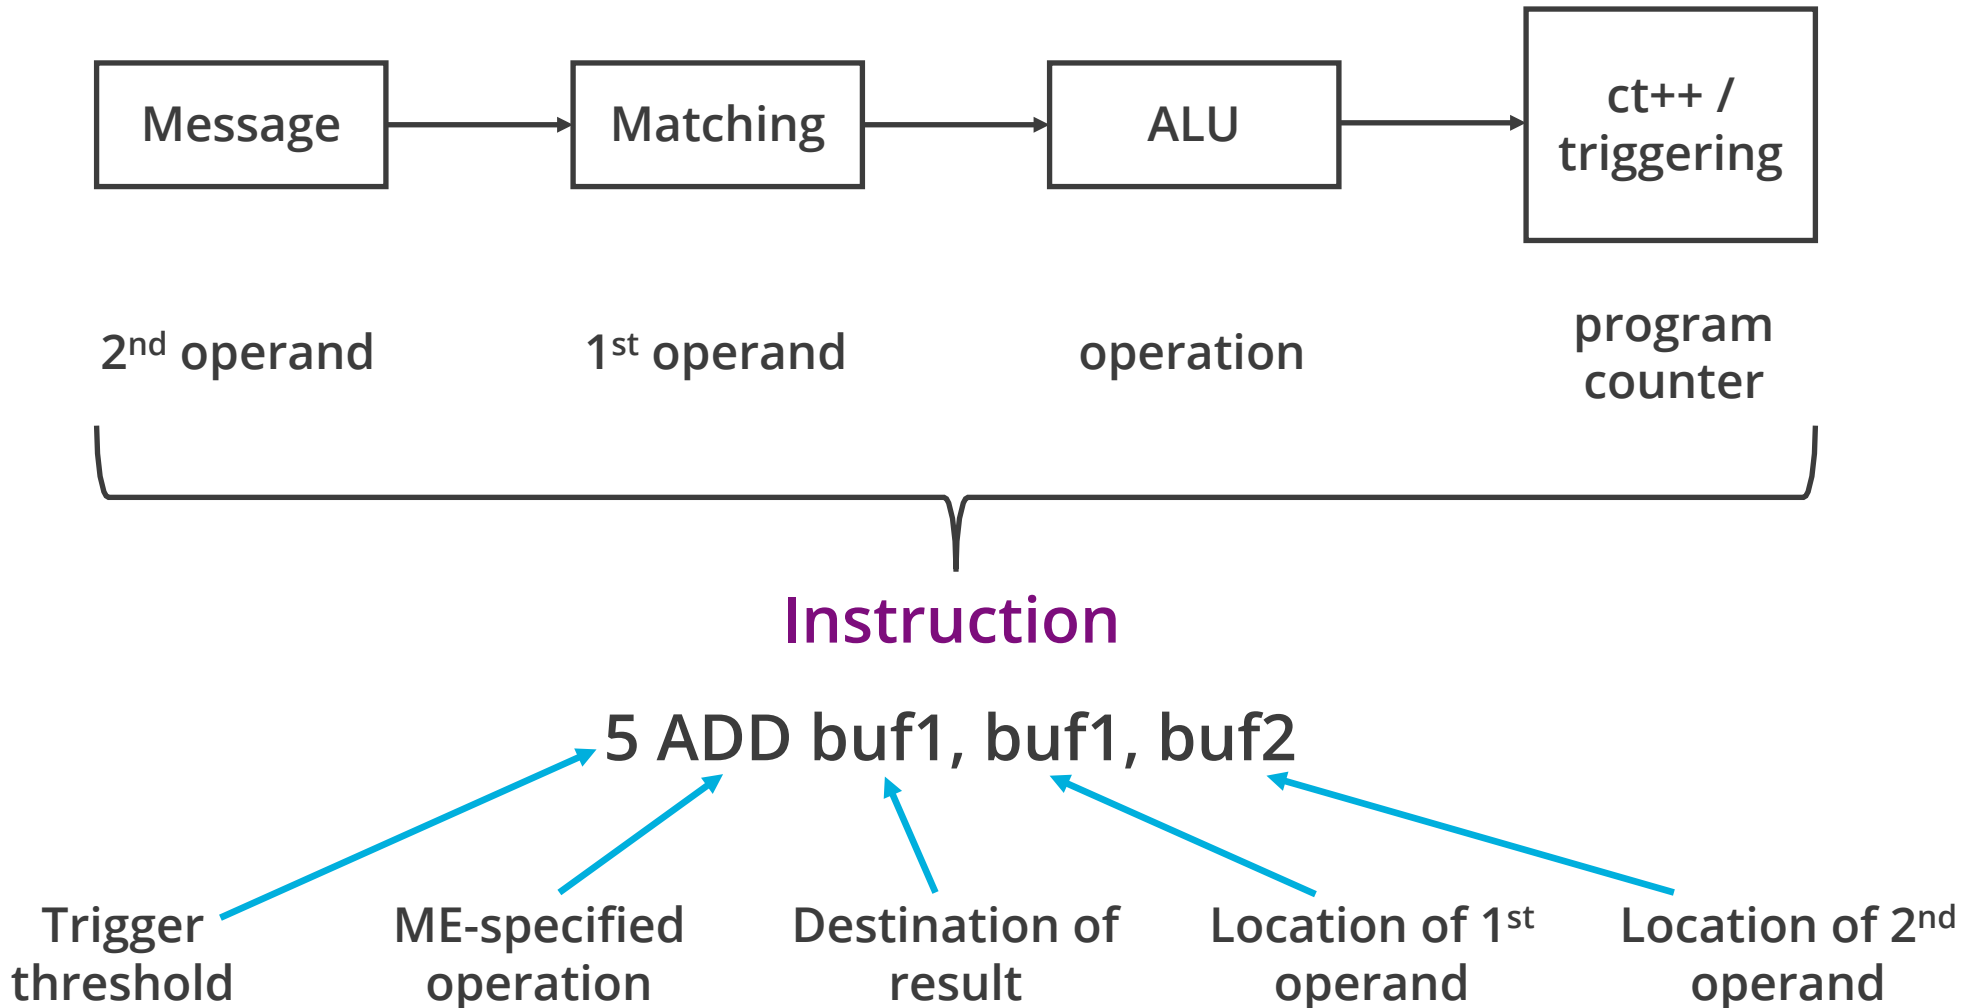 Message
Matching
ALU
ct++ /
triggering
2nd operand
1st operand
operation
program
counter
Instruction
5 ADD buf1, buf1, buf2
Trigger
threshold
ME-specified
operation
Destination of
result
Location of 1st
operand
Location of 2nd
operand